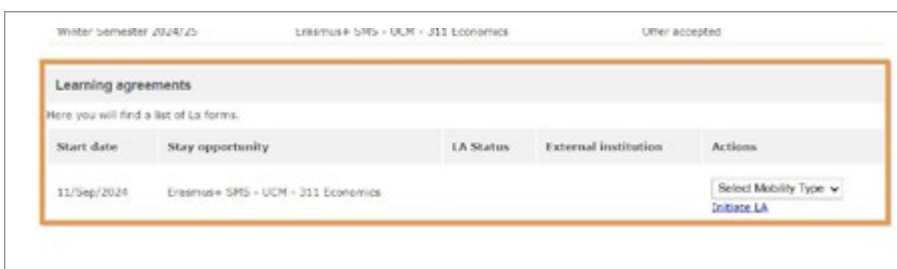 Winter Semester 2024/25 Erasmus+ SMS - UCM - 311 Economics Offer accepted
Learning agreements
Here you will find a list of La forms.
Start date Stay opportunity LA Status External institution Actions
11/Sep/2024 Erasmus+ SMS - UCM - 311 Economics Select Mobility Type
Initiate LA